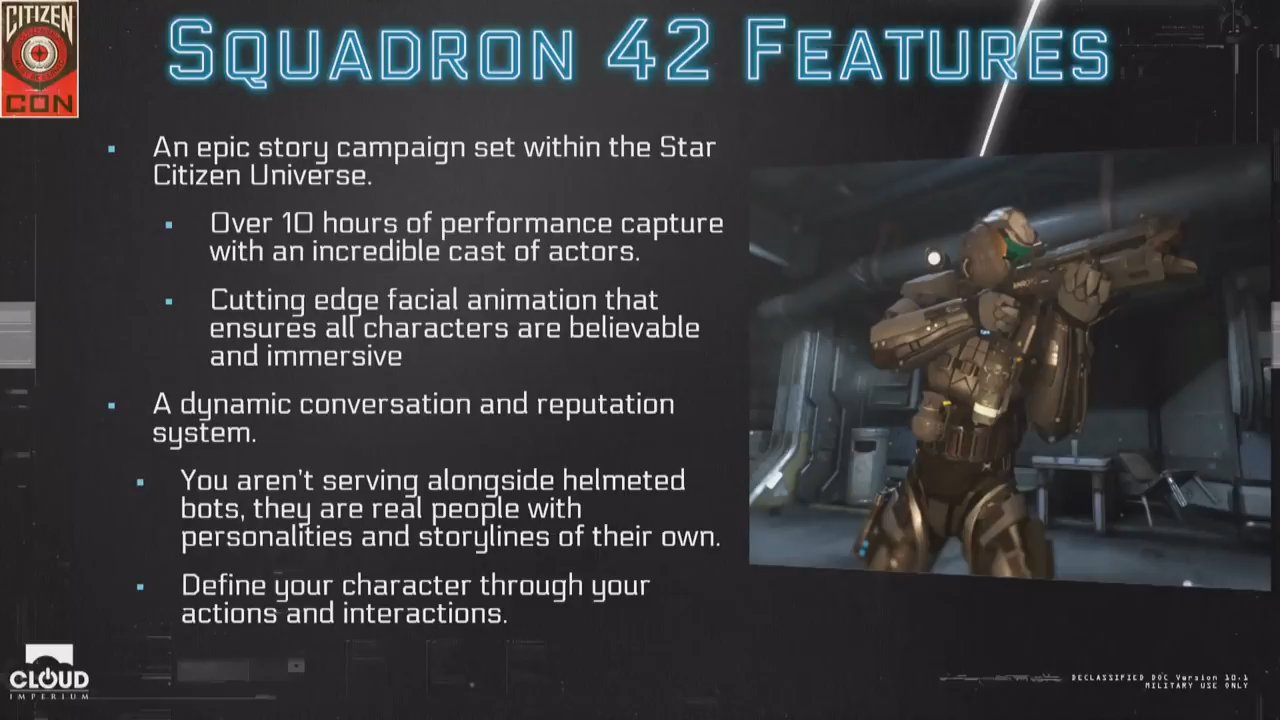 CITIZEN
CON
SQUADRON 42 FEATURES
An epic story campaign set within the Star
Citizen Universe.
Over 10 hours of performance capture
with an incredible cast of actors.
Cutting edge facial animation that
ensures all characters are believable
and immersive
A dynamic conversation and reputation
system.
You aren't serving alongside helmeted
bots, they are real people with
personalities and storylines of their own.
Define your character through your
actions and interactions.
CLOUD
IMPERIUM
DECLASSIFIED DOC Version 10.1
MILITARY USE ONLY